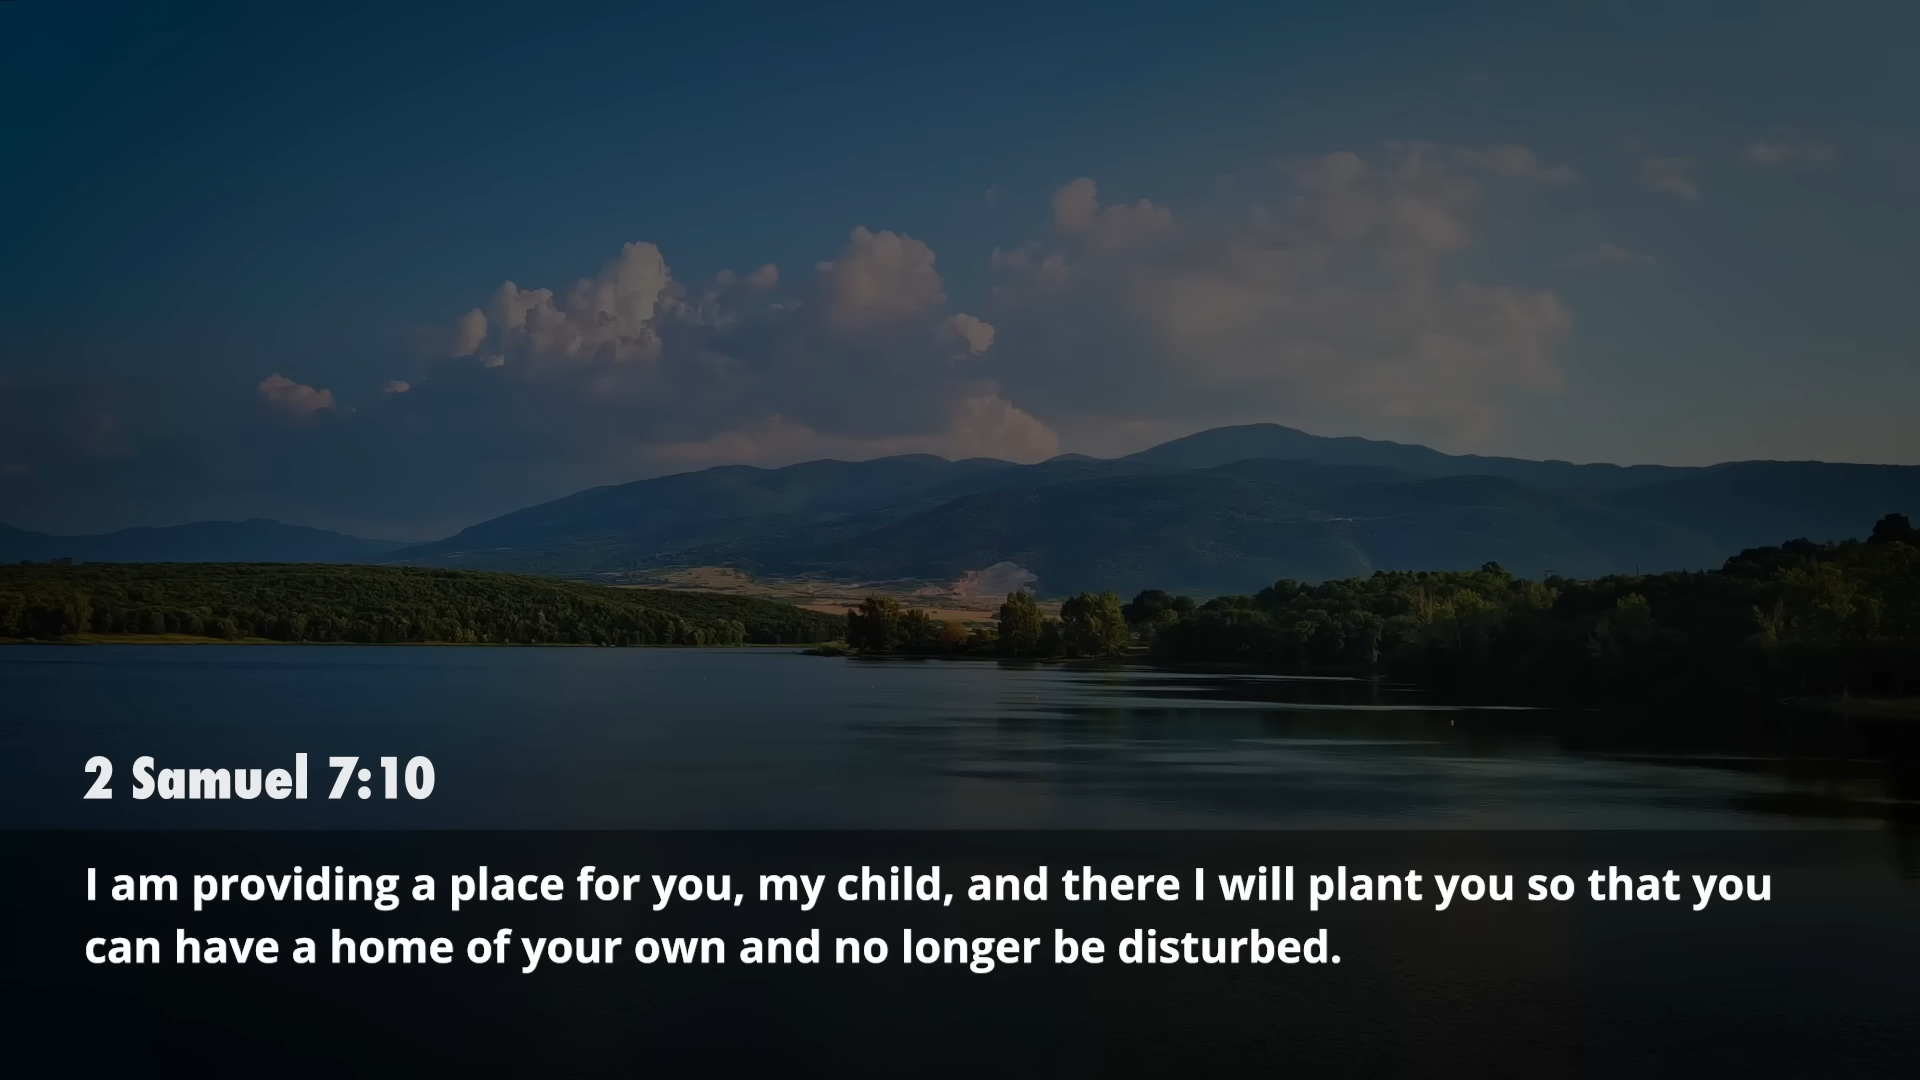 2 Samuel 7:10
I am providing a place for you, my child, and there I will plant you so that you
can have a home of your own and no longer be disturbed.